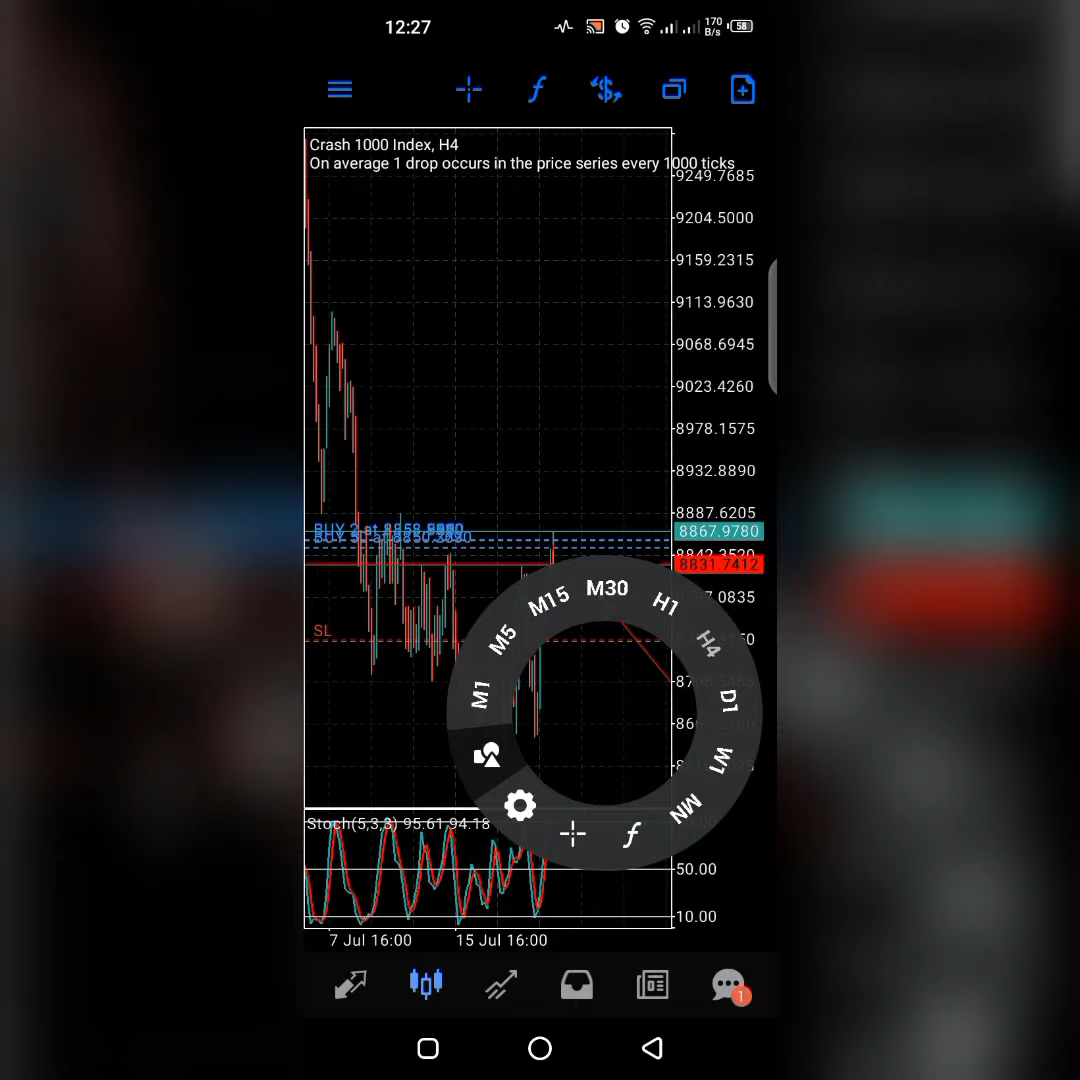 12:27
170
B/s
58
Crash 1000 Index, H4
On average 1 drop occurs in the price series every 1000 ticks
9249.7685
9204.5000
9159.2315
9113.9630
9068.6945
9023.4260
8978.1575
8932.8890
8887.6205
BUY 2 at
8867.9780
8831.7412
SL
M1
M5
M15
M30
H1
H4
D1
W1
MN
f
Stoch(5,3,3) 95.61 94.18
50.00
10.00
7 Jul 16:00
15 Jul 16:00
1